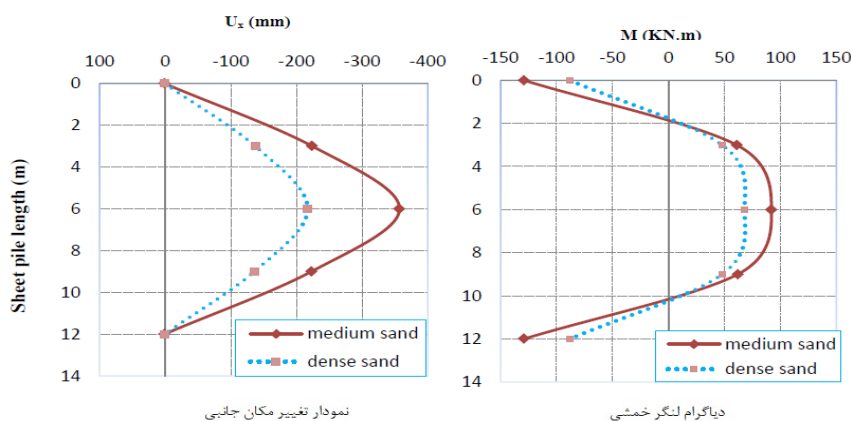 Uₓ (mm)
100 0 -100 -200 -300 -400
Sheet pile length (m)
0
2
4
6
8
10
12
14
medium sand
dense sand
نمودار تغییر مکان جانبی
M (KN.m)
-150 -100 -50 0 50 100 150
0
2
4
6
8
10
12
14
medium sand
dense sand
دیاگرام لنگر خمشی